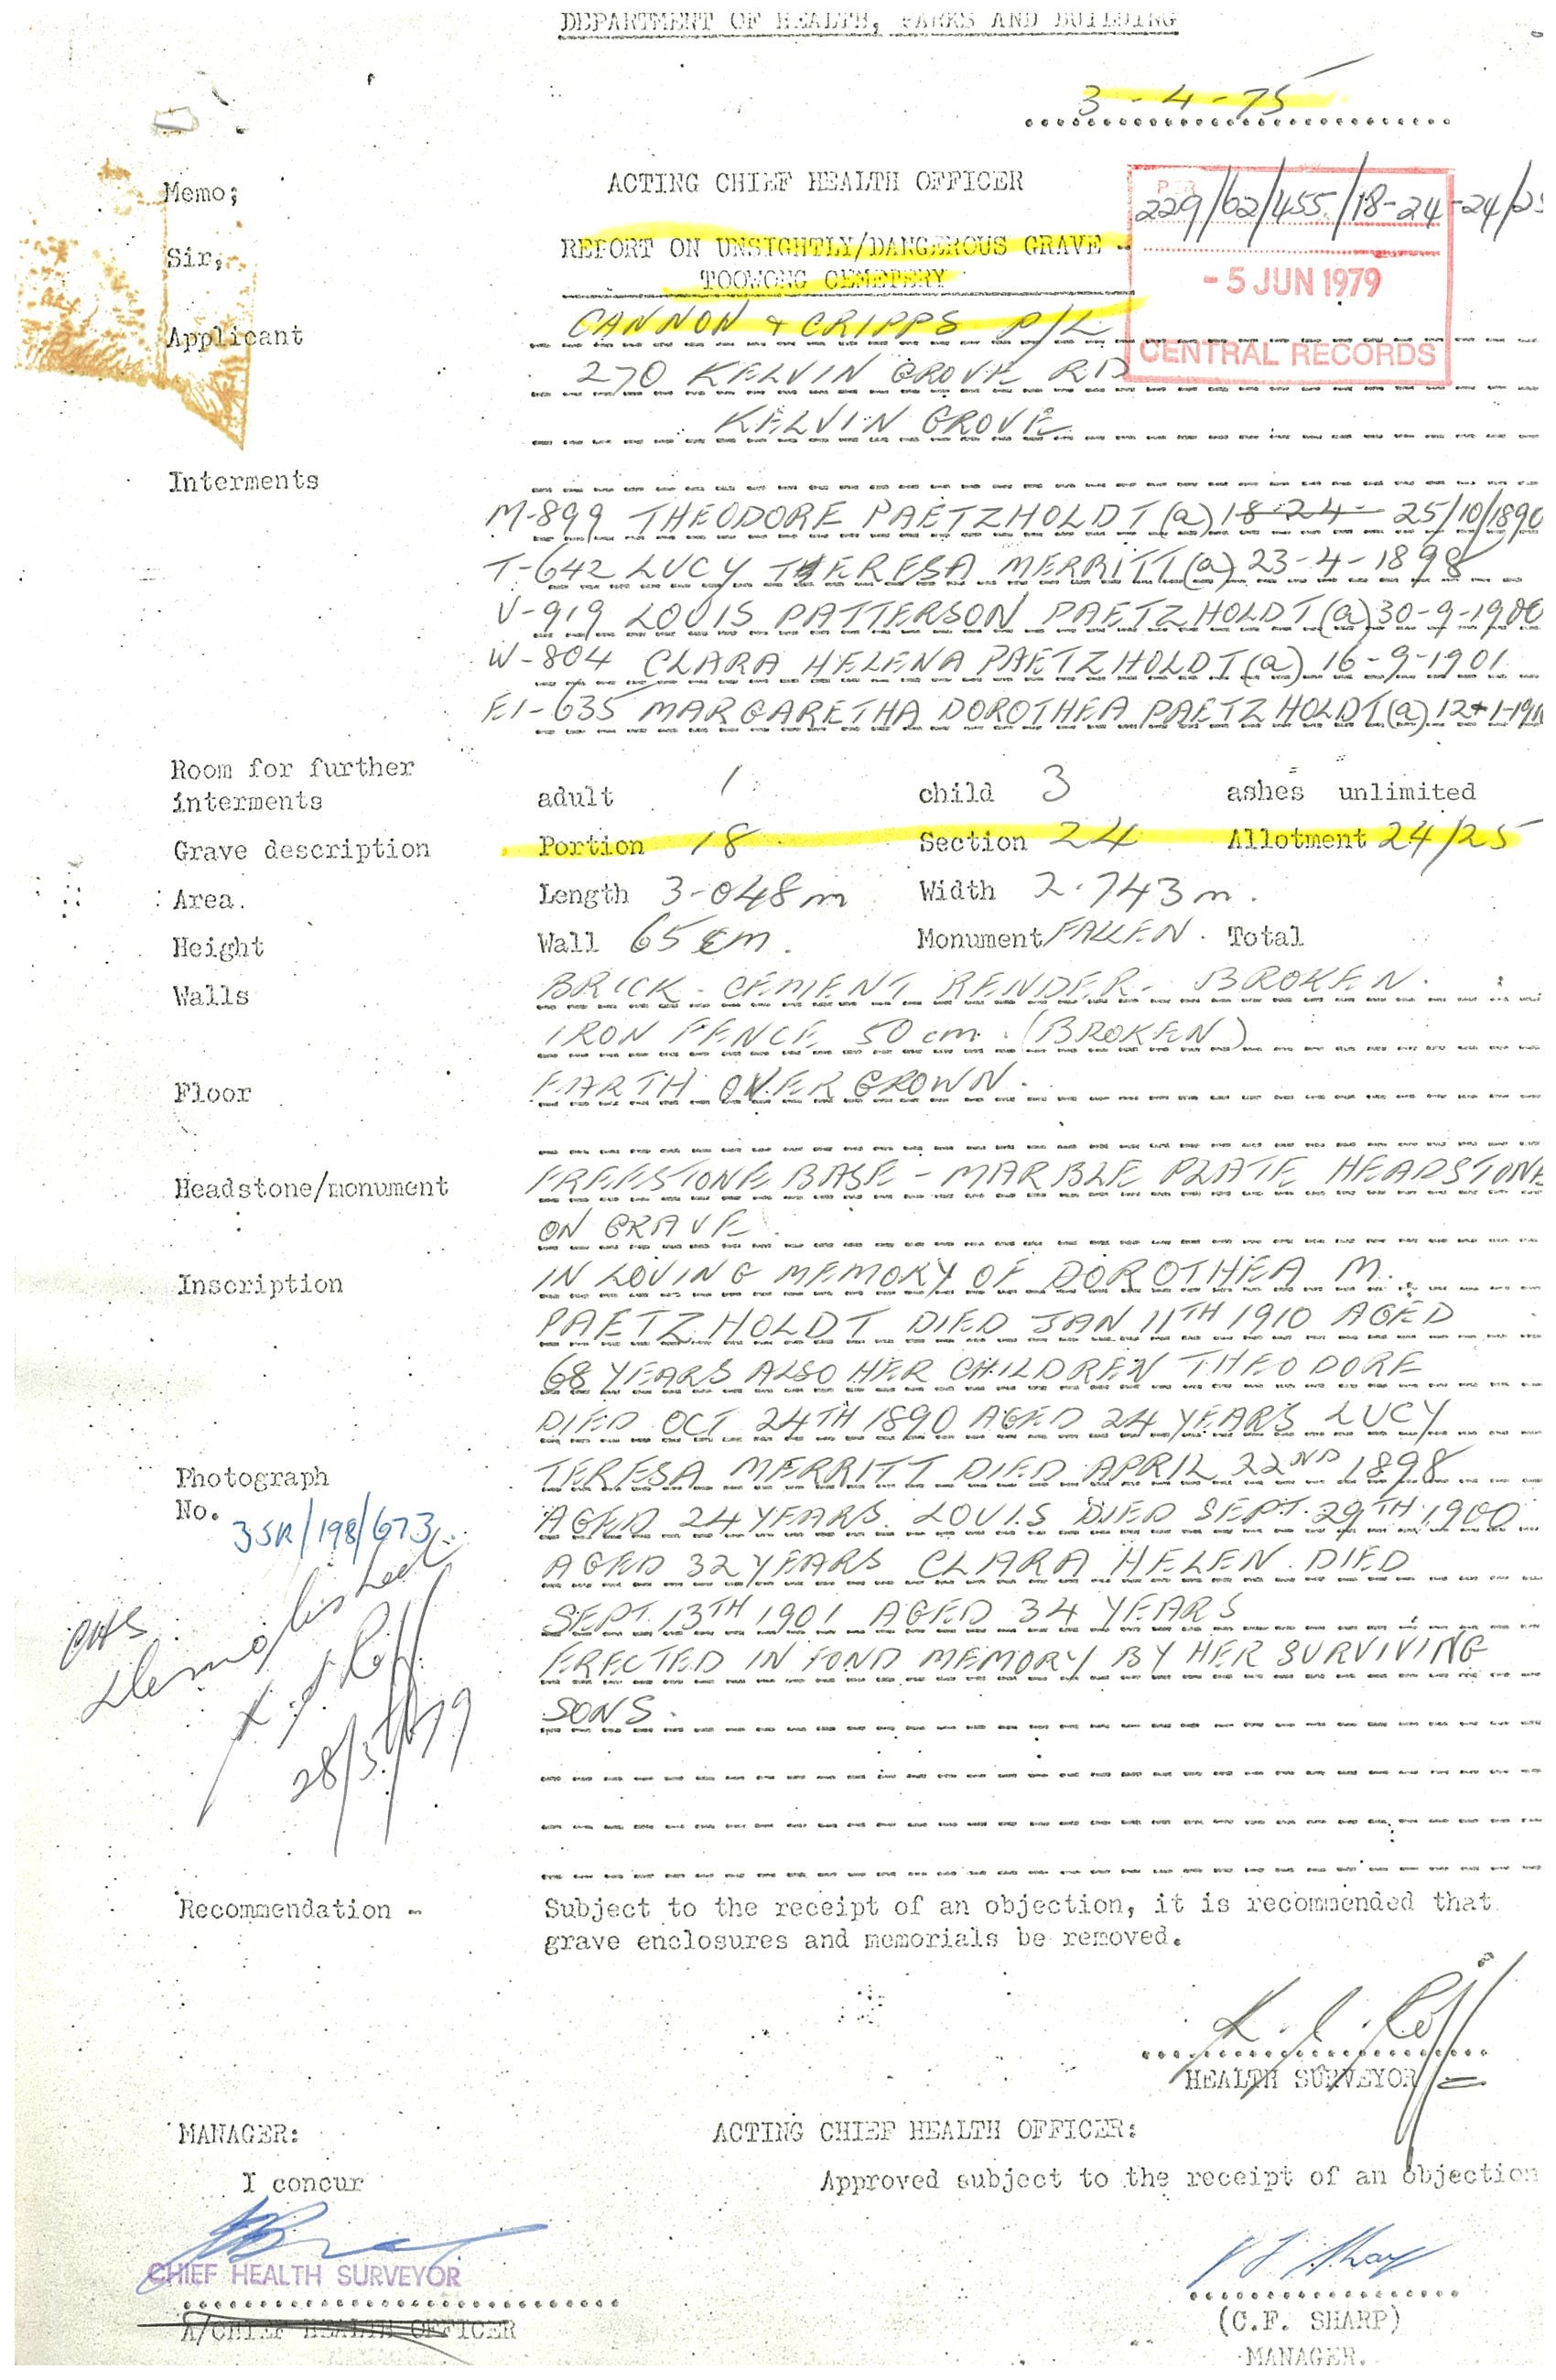 DEPARTMENT OF HEALTH, PARKS AND BUILDING
3-4-75
Memo;
ACTING CHIEF HEALTH OFFICER
229/62/455/18-24-24/25
Sir,
REPORT ON UNSIGHTLY/DANGEROUS GRAVE -
TOOWONG CEMETERY
- 5 JUN 1979
CENTRAL RECORDS
Applicant CANNON & CRIPPS P/L
270 KELVIN GROVE RD
KELVIN GROVE
Interments
M-899 THEODORE PAETZHOLDT (a) 18-24- 25/10/1890
T-642 LUCY THERESA MERRITT (a) 23-4-1898
V-919 LOUIS PATTERSON PAETZHOLDT (a) 30-9-1900
W-804 CLARA HELENA PAETZHOLDT (a) 16-9-1901
E1-635 MARGARETHA DOROTHEA PAETZHOLDT (a) 12-1-1910
Room for further
interments adult 1 child 3 ashes unlimited
Grave description Portion 18 Section 24 Allotment 24/25
Area. Length 3-048m Width 2.743m.
Height Wall 65cm. Monument FALLEN. Total
Walls BRICK - CEMENT RENDER - BROKEN.
IRON FENCE 50cm. (BROKEN)
Floor EARTH OVERGROWN.
Headstone/monument FREESTONE BASE - MARBLE PLATE HEADSTONE
ON GRAVE.
Inscription IN LOVING MEMORY OF DOROTHEA M.
PAETZHOLDT DIED JAN 11TH 1910 AGED
68 YEARS ALSO HER CHILDREN THEODORE
DIED OCT 24TH 1890 AGED 24 YEARS LUCY
Photograph TERESA MERRITT DIED APRIL 22ND 1898
No. 35R/198/673 AGED 24 YEARS. LOUIS DIED SEPT. 29TH 1900
AGED 32 YEARS CLARA HELEN. DIED
SEPT. 13TH 1901 AGED 34 YEARS
ERECTED IN FOND MEMORY BY HER SURVIVING
SONS.
Demolished
28/5/79
Recommendation - Subject to the receipt of an objection, it is recommended that
grave enclosures and memorials be removed.
HEALTH SURVEYOR
MANAGER: ACTING CHIEF HEALTH OFFICER:
I concur Approved subject to the receipt of an objection
CHIEF HEALTH SURVEYOR
A/CHIEF HEALTH OFFICER (C.F. SHARP)
MANAGER.